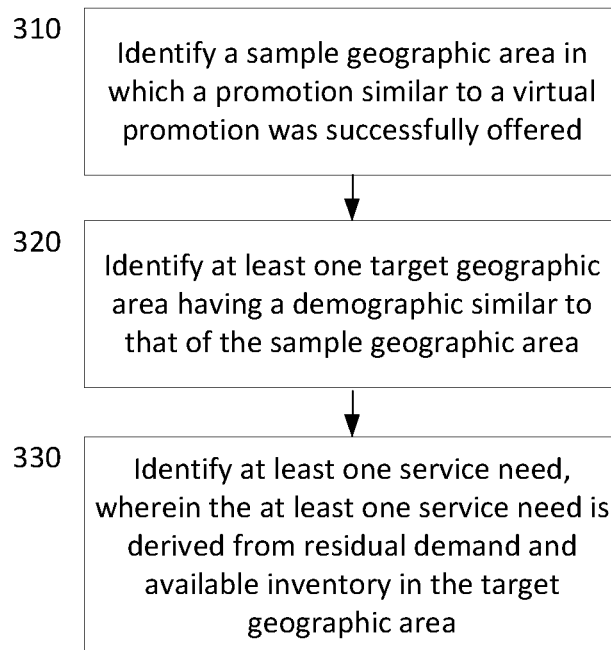 310
Identify a sample geographic area in
which a promotion similar to a virtual
promotion was successfully offered
320
Identify at least one target geographic
area having a demographic similar to
that of the sample geographic area
330
Identify at least one service need,
wherein the at least one service need is
derived from residual demand and
available inventory in the target
geographic area